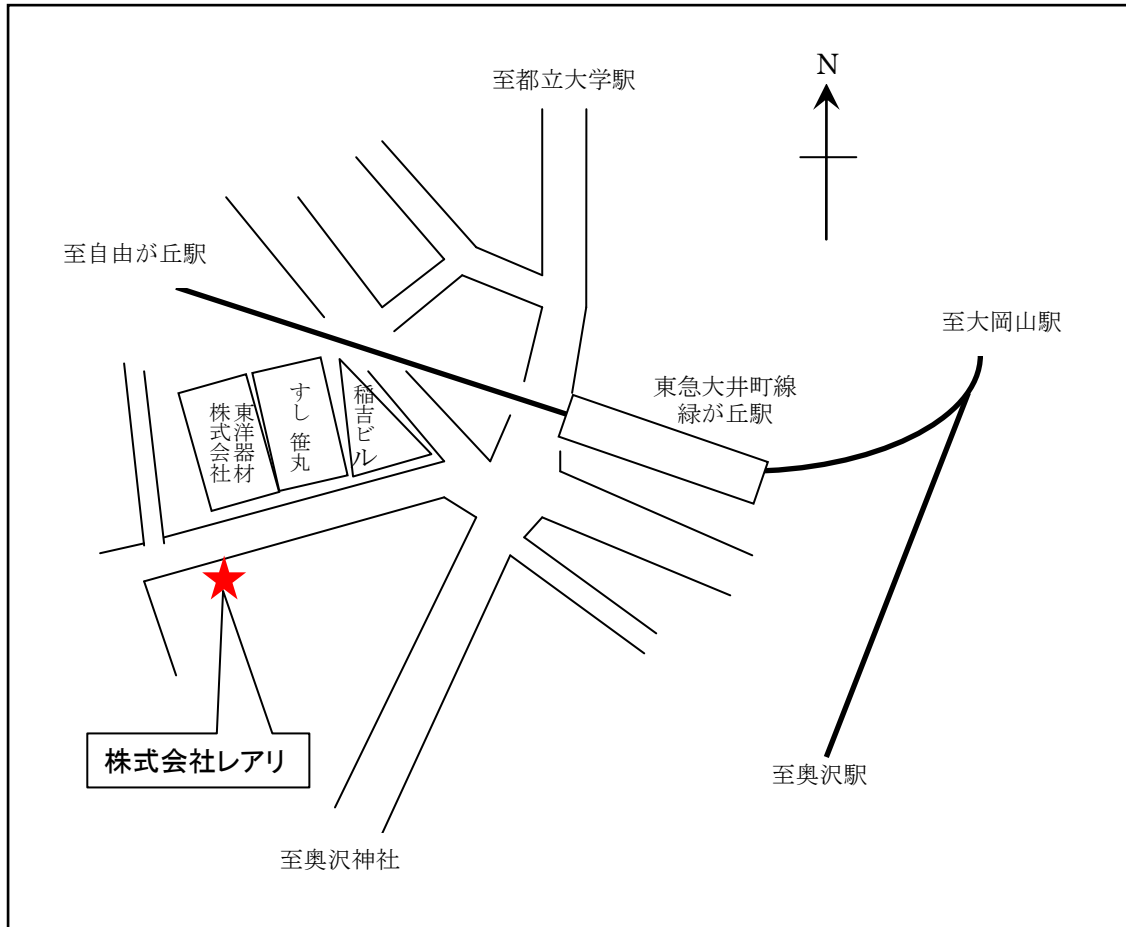 至都立大学駅
N
至自由が丘駅
至大岡山駅
東急大井町線
緑が丘駅
東洋器材
株式会社
すし 笹丸
稲吉ビル
株式会社レアリ
至奥沢駅
至奥沢神社